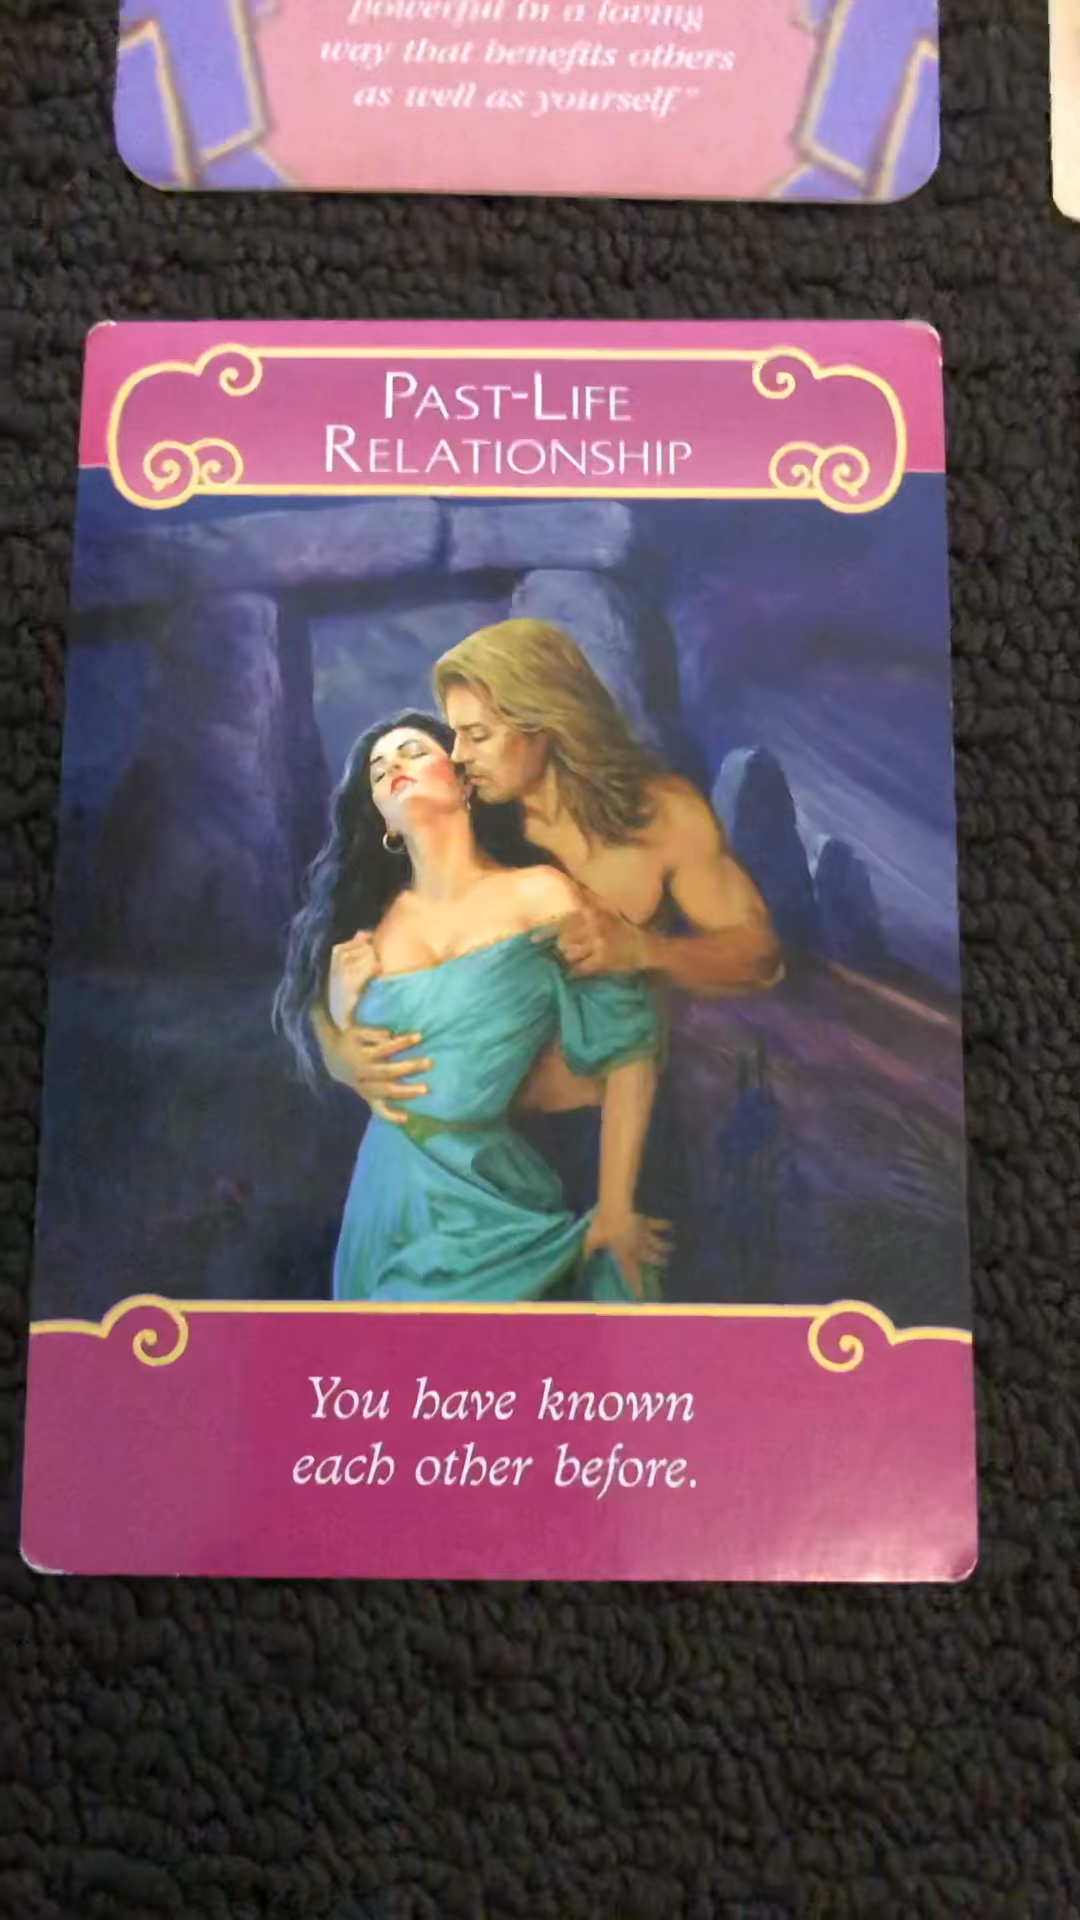 powerful in a loving
way that benefits others
as well as yourself."
PAST-LIFE
RELATIONSHIP
You have known
each other before.